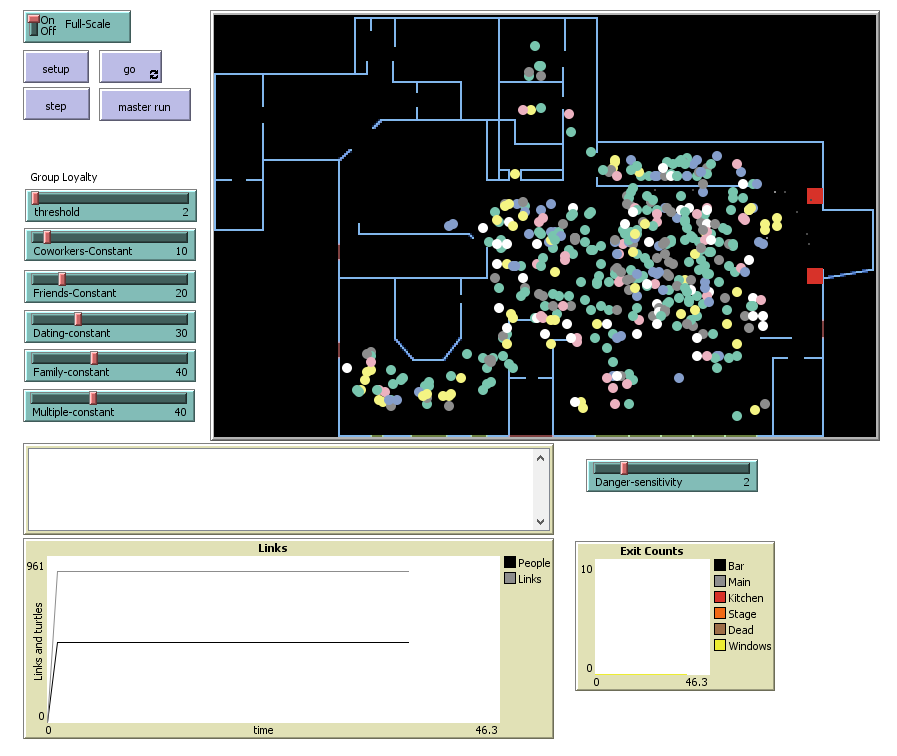 On
Off
Full-Scale
setup
go
step
master run
Group Loyalty
threshold 2
Coworkers-Constant 10
Friends-Constant 20
Dating-constant 30
Family-constant 40
Multiple-constant 40
Danger-sensitivity 2
Links
961
Links and turtles
0
0
time
46.3
People
Links
Exit Counts
10
0
0
46.3
Bar
Main
Kitchen
Stage
Dead
Windows